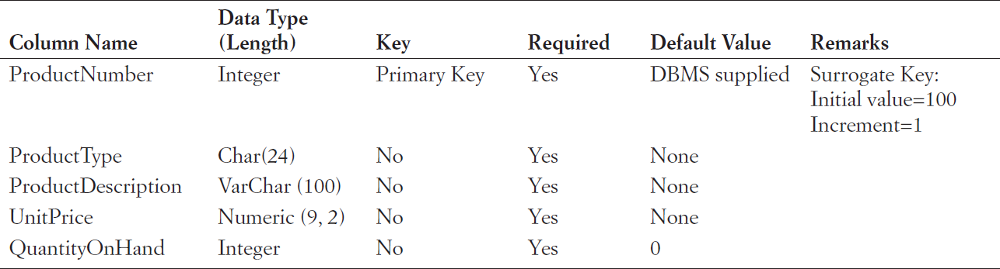 Column Name Data Type (Length) Key Required Default Value Remarks
ProductNumber Integer Primary Key Yes DBMS supplied Surrogate Key:
Initial value=100
Increment=1
ProductType Char(24) No Yes None
ProductDescription VarChar (100) No Yes None
UnitPrice Numeric (9, 2) No Yes None
QuantityOnHand Integer No Yes 0